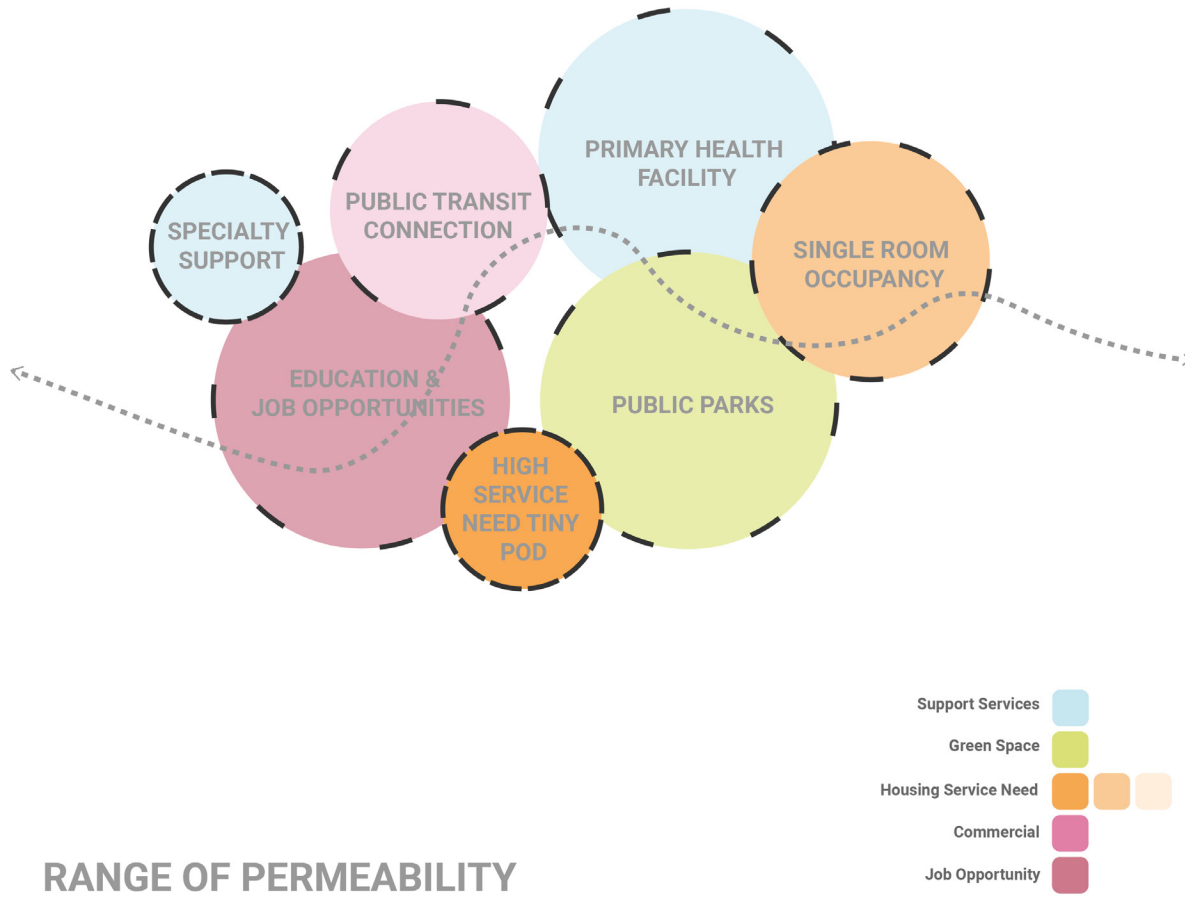 PRIMARY HEALTH
FACILITY
PUBLIC TRANSIT
CONNECTION
SPECIALTY
SUPPORT
SINGLE ROOM
OCCUPANCY
EDUCATION &
JOB OPPORTUNITIES
PUBLIC PARKS
HIGH
SERVICE
NEED TINY
POD
Support Services
Green Space
Housing Service Need
Commercial
Job Opportunity
RANGE OF PERMEABILITY